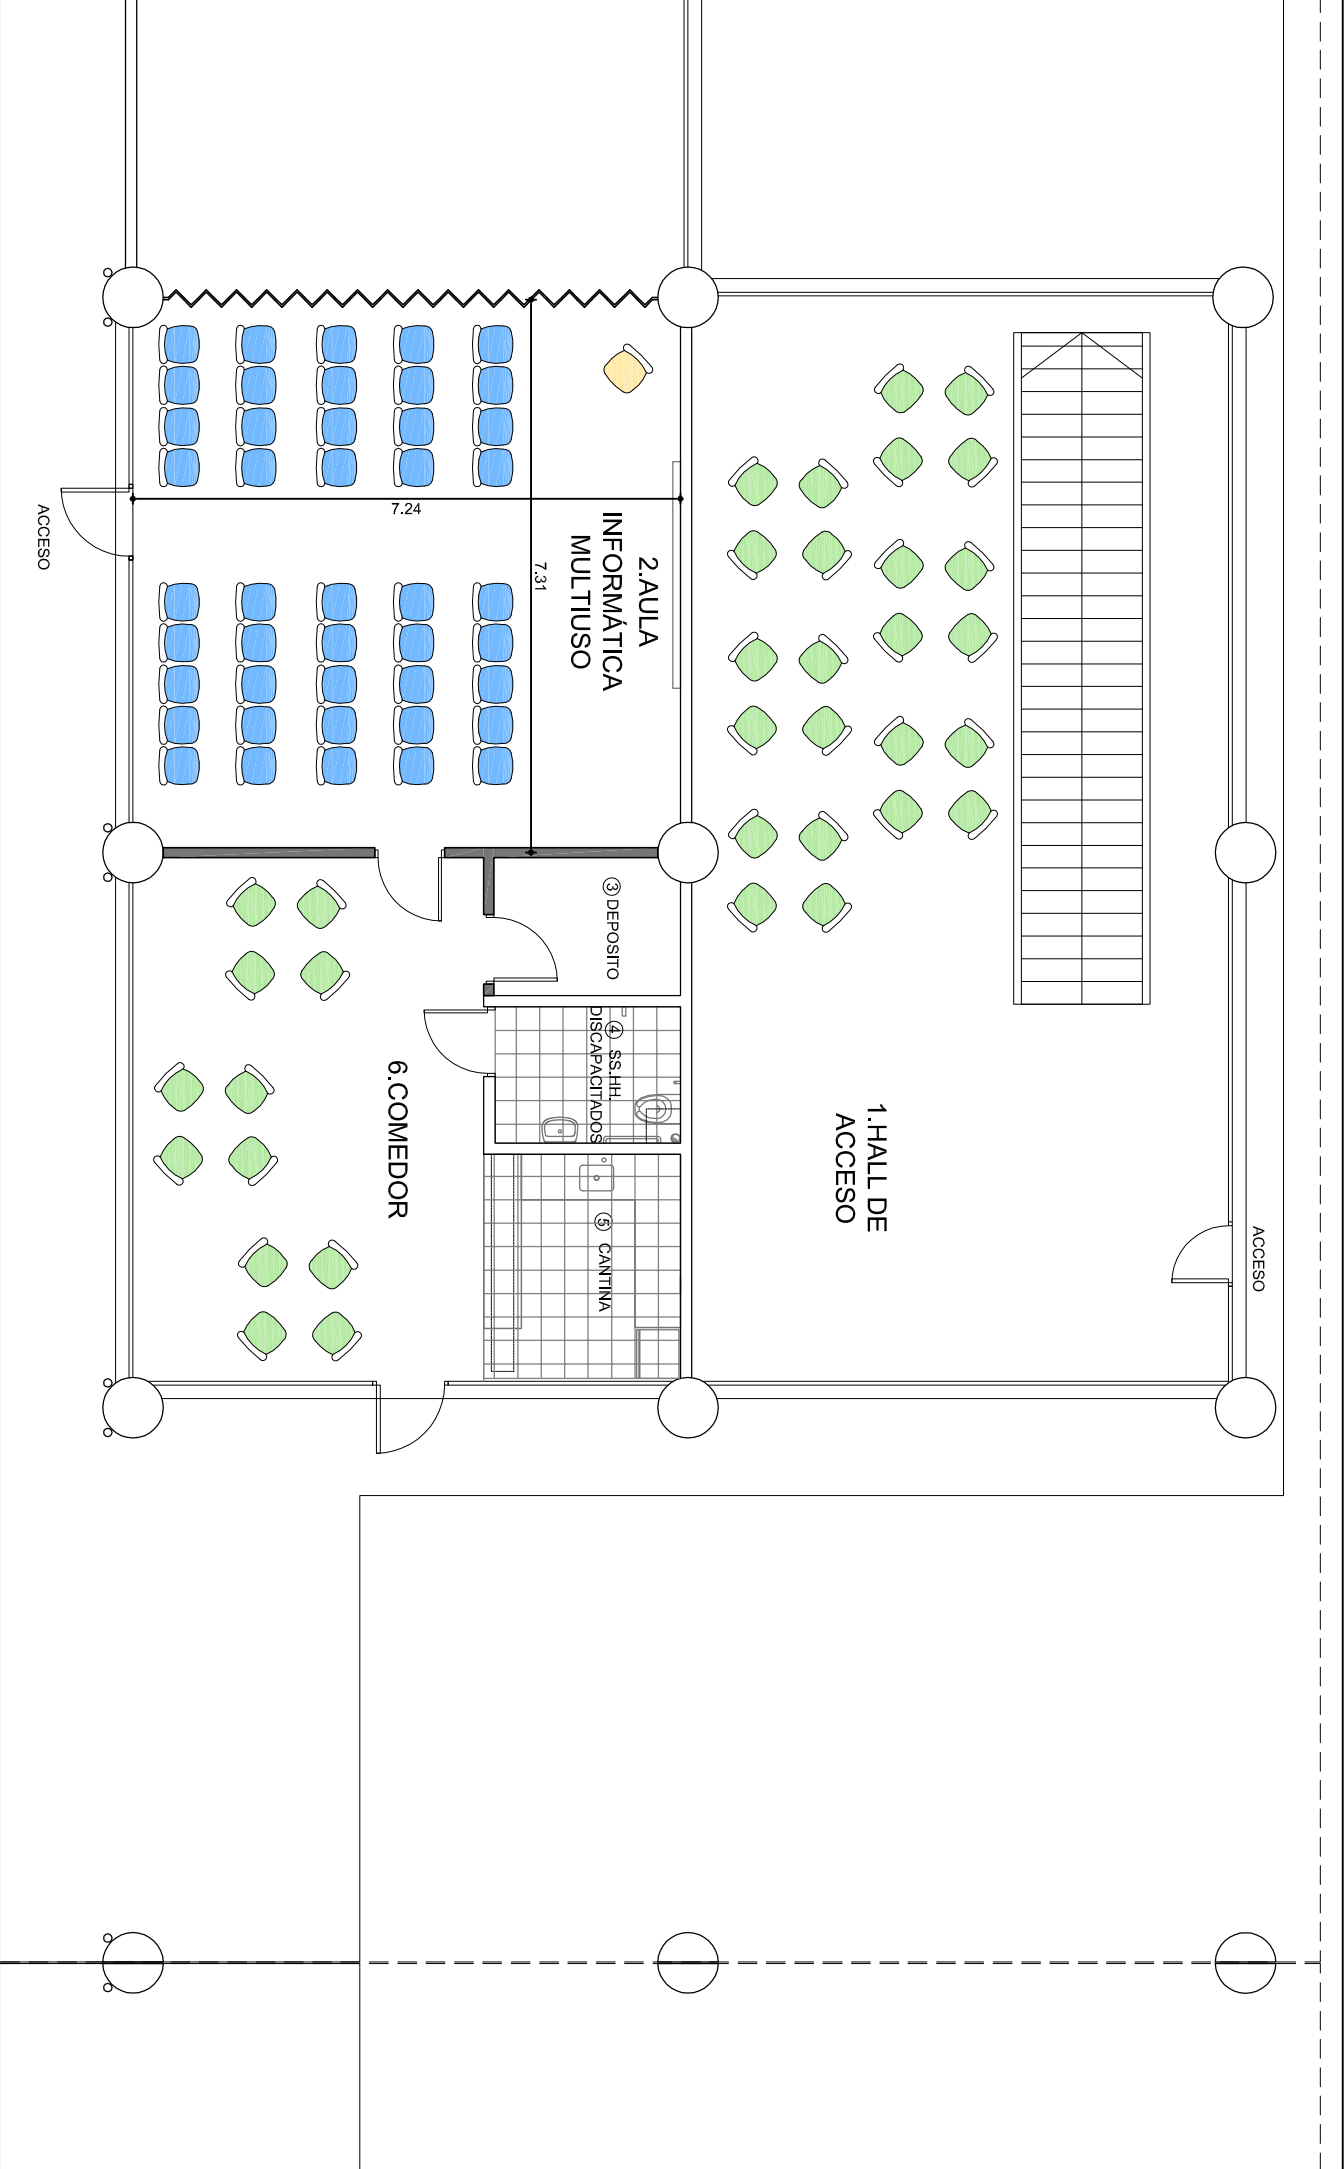 ACCESO
7.24
7.31
2.AULA
INFORMÁTICA
MULTIUSO
3 DEPOSITO
4 SS.HH.
DISCAPACITADOS
5 CANTINA
6.COMEDOR
1.HALL DE
ACCESO
ACCESO